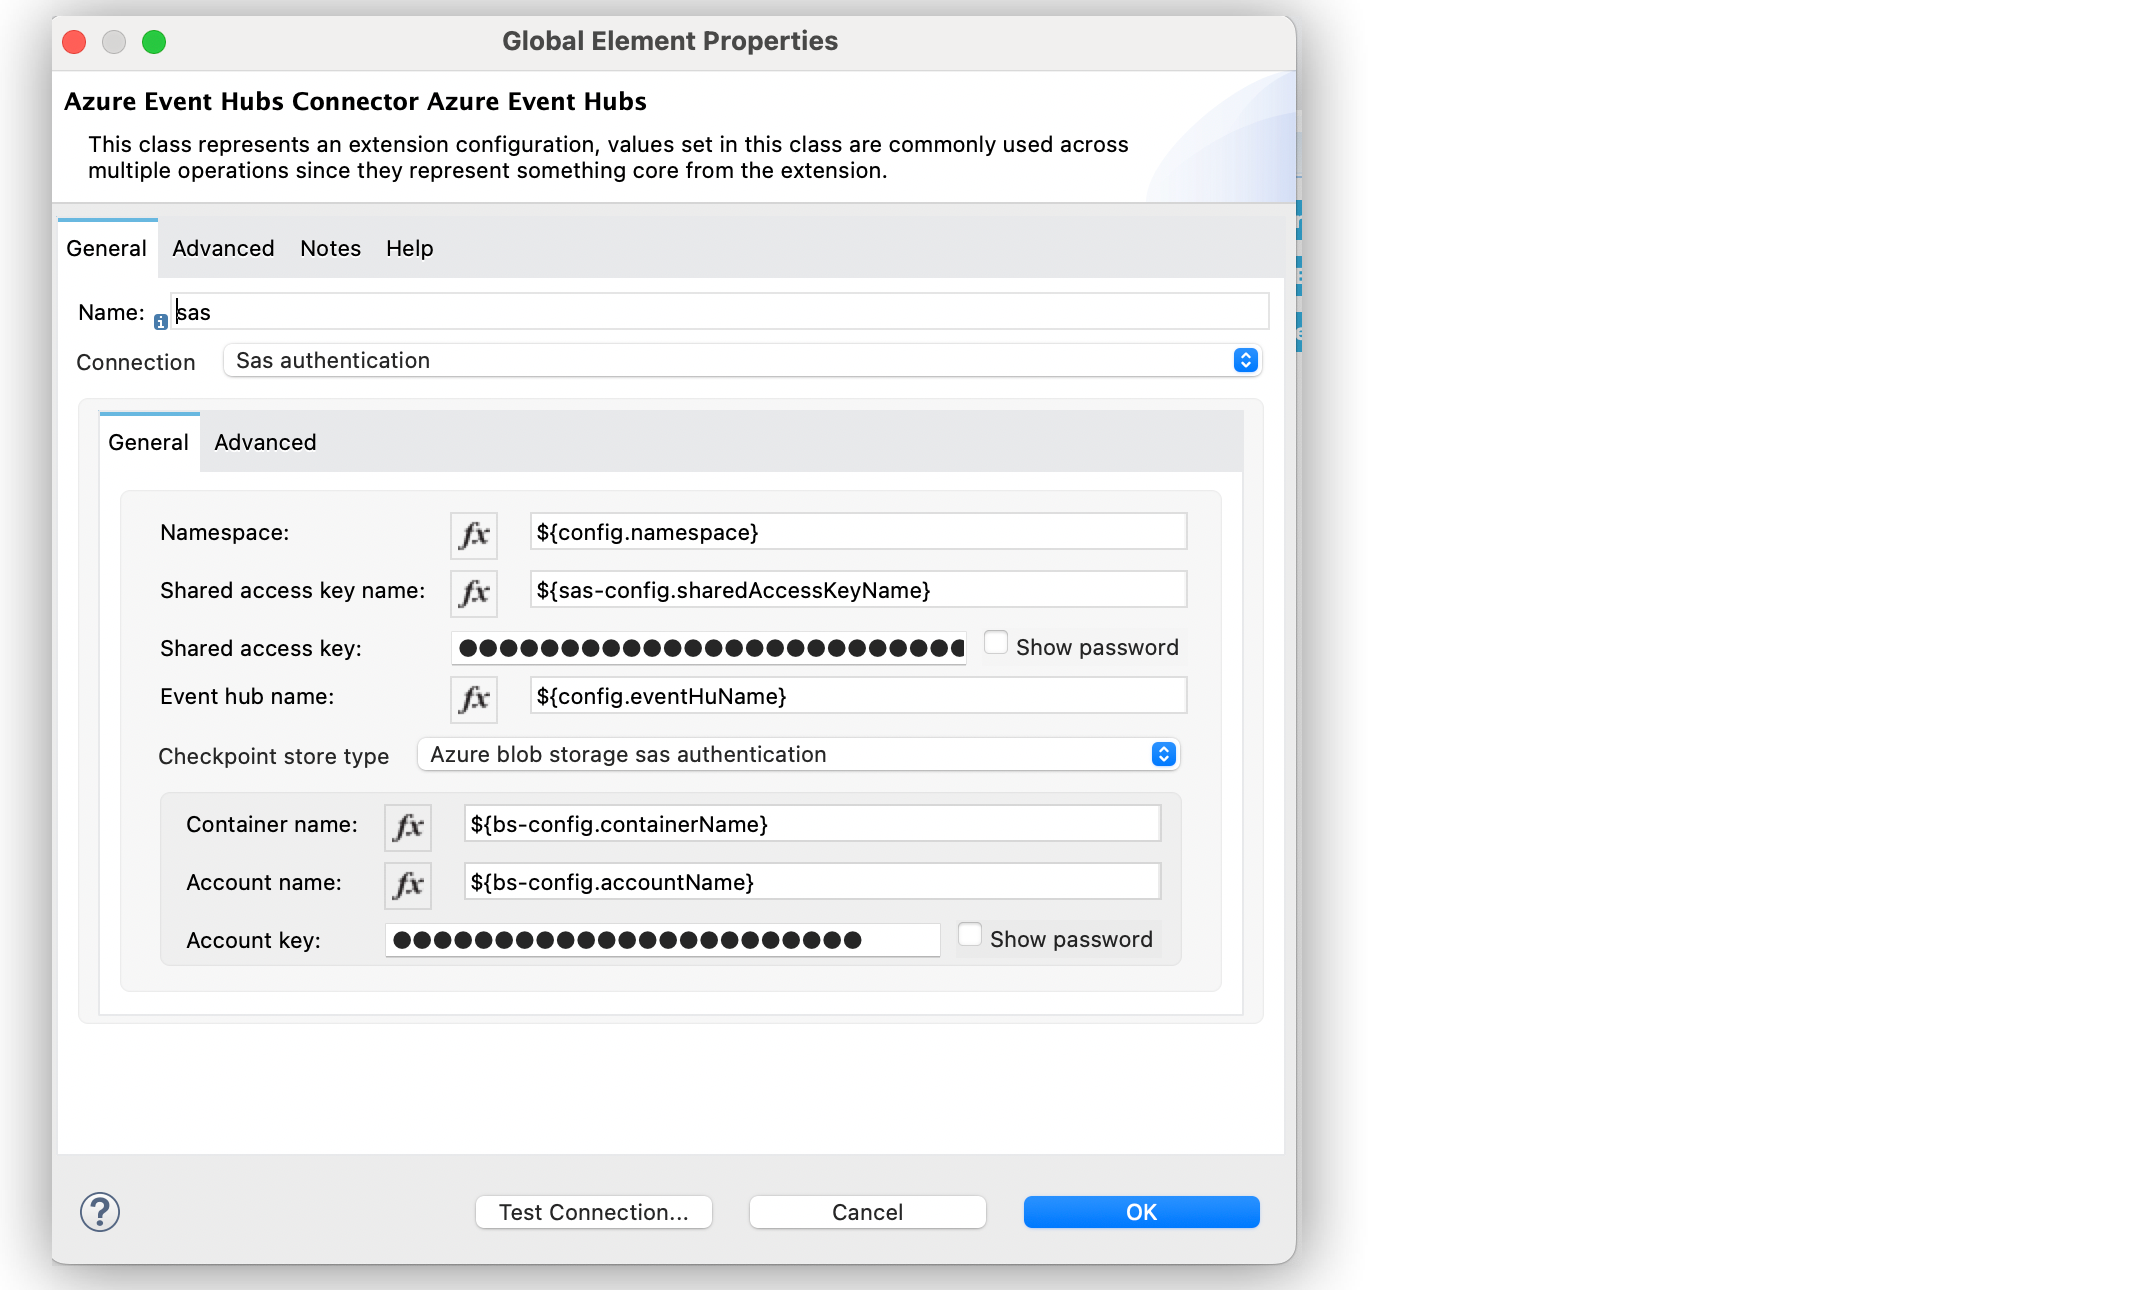 Global Element Properties
Azure Event Hubs Connector Azure Event Hubs
This class represents an extension configuration, values set in this class are commonly used across
multiple operations since they represent something core from the extension.
General Advanced Notes Help
Name: sas
Connection Sas authentication
General Advanced
Namespace: fx ${config.namespace}
Shared access key name: fx ${sas-config.sharedAccessKeyName}
Shared access key: ●●●●●●●●●●●●●●●●●●●●●●●●● Show password
Event hub name: fx ${config.eventHuName}
Checkpoint store type Azure blob storage sas authentication
Container name: fx ${bs-config.containerName}
Account name: fx ${bs-config.accountName}
Account key: ●●●●●●●●●●●●●●●●●●●●●●● Show password
? Test Connection... Cancel OK